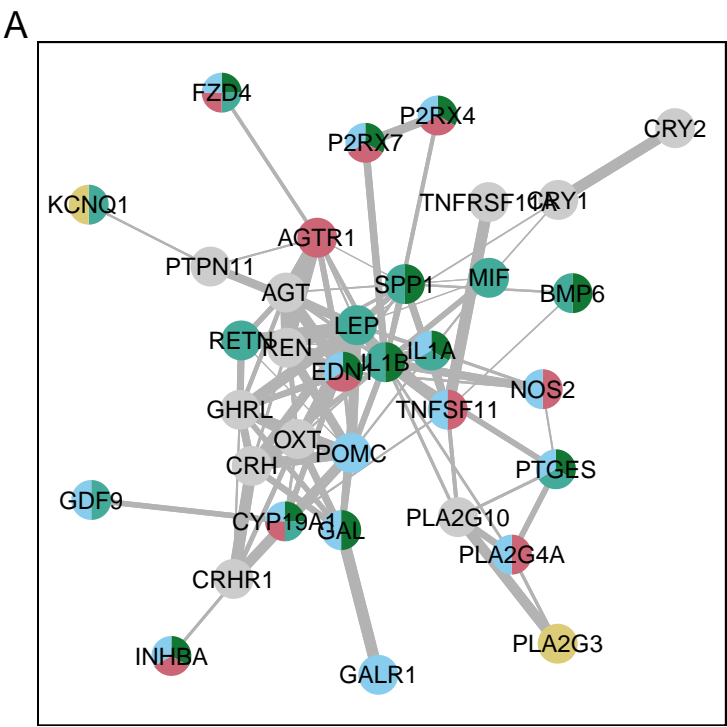 A
FZD4
P2RX4
P2RX7
CRY2
KCNQ1
TNFRSF11A
CRY1
AGTR1
PTPN11
SPP1
MIF
AGT
BMP6
LEP
RETN
REN
IL1A
IL1B
EDN1
NOS2
GHRL
TNFSF11
OXT
POMC
CRH
PTGES
GDF9
CYP19A1
GAL
PLA2G10
PLA2G4A
CRHR1
PLA2G3
INHBA
GALR1